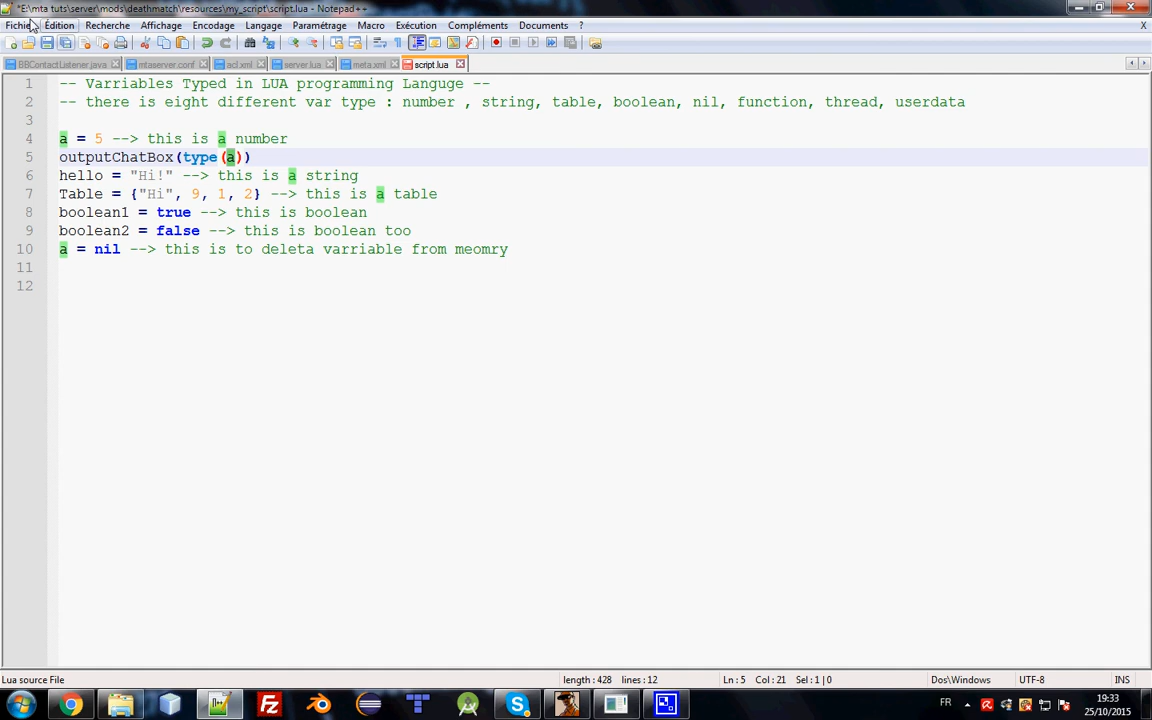 *E:\mta tuts\server\mods\deathmatch\resources\my_script\script.lua - Notepad++
Fichier Édition Recherche Affichage Encodage Langage Paramétrage Macro Exécution Compléments Documents ? X
BBContactListener.java mtaserver.conf acl.xml server.lua meta.xml script.lua
1 -- Varriables Typed in LUA programming Languge --
2 -- there is eight different var type : number , string, table, boolean, nil, function, thread, userdata
3
4 a = 5 --> this is a number
5 outputChatBox(type(a))
6 hello = "Hi!" --> this is a string
7 Table = {"Hi", 9, 1, 2} --> this is a table
8 boolean1 = true --> this is boolean
9 boolean2 = false --> this is boolean too
10 a = nil --> this is to deleta varriable from meomry
11
12
Lua source File length : 428 lines : 12 Ln : 5 Col : 21 Sel : 1 | 0 Dos\Windows UTF-8 INS
FR 19:33
25/10/2015